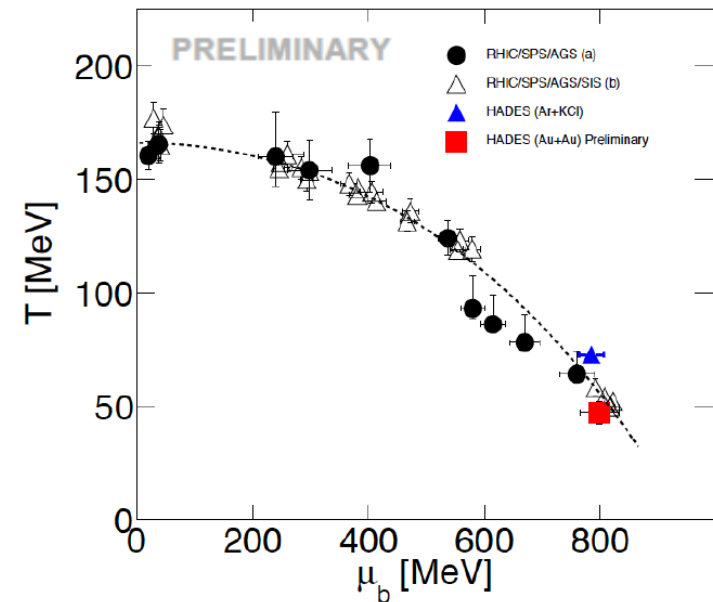 PRELIMINARY
RHIC/SPS/AGS (a)
RHIC/SPS/AGS/SIS (b)
HADES (Ar+KCl)
HADES (Au+Au) Preliminary
200
150
100
50
0
T [MeV]
0 200 400 600 800
μb [MeV]